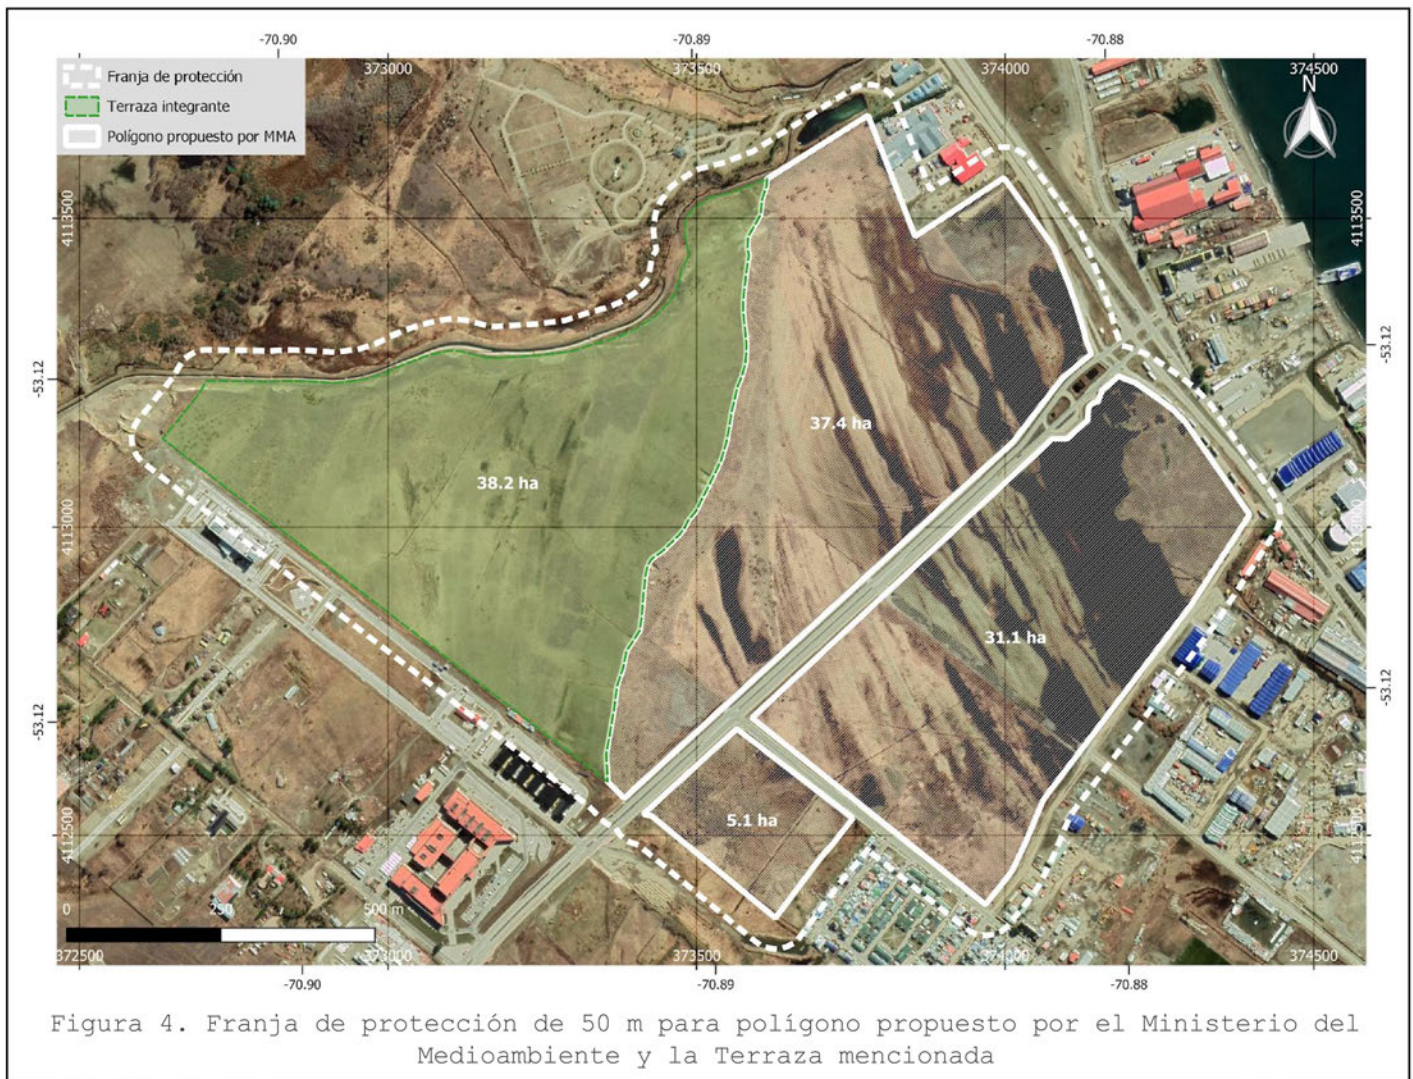 -70.90
-70.89
-70.88
373000
373500
374000
374500
Franja de protección
Terraza integrante
Polígono propuesto por MMA
N
4113500
4113500
-53.12
-53.12
37.4 ha
38.2 ha
4113000
31.1 ha
-53.12
-53.12
5.1 ha
4112500
4112500
0
250
500 m
372500
373000
373500
374000
374500
-70.90
-70.89
-70.88
Figura 4. Franja de protección de 50 m para polígono propuesto por el Ministerio del
Medioambiente y la Terraza mencionada